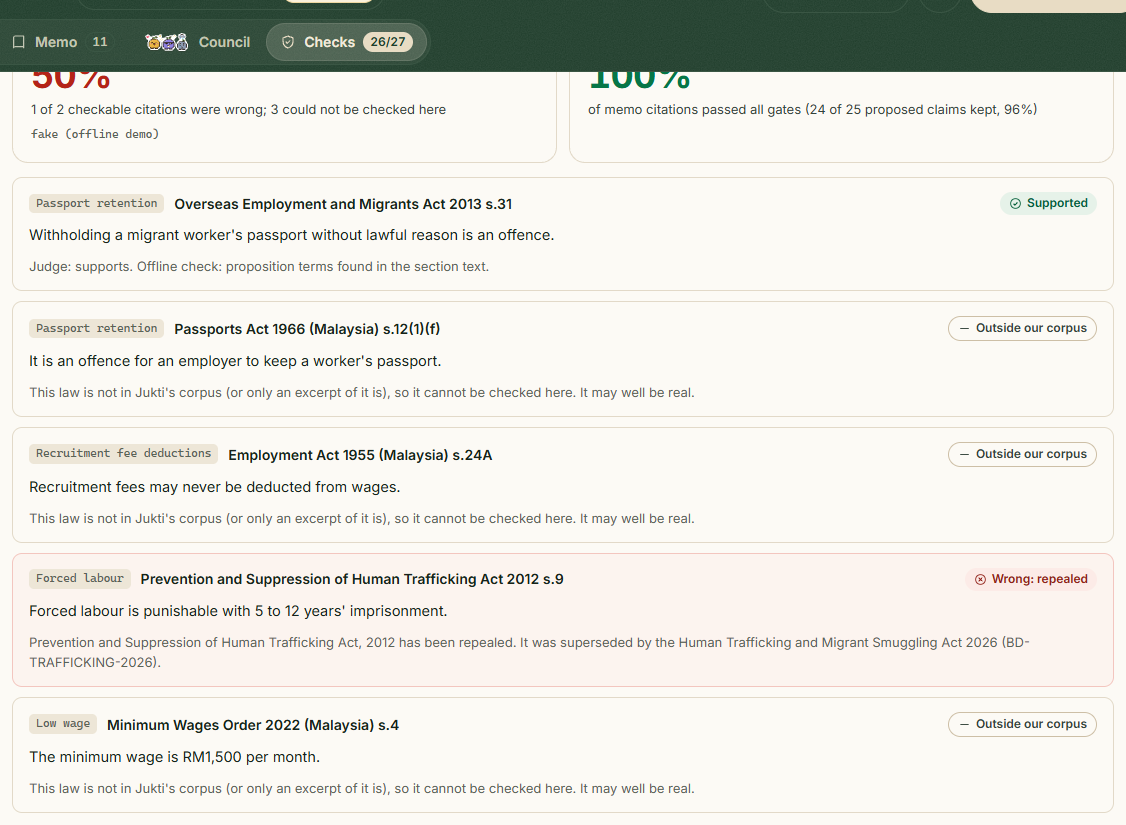 Memo 11 Council Checks 26/27
50% 100%
1 of 2 checkable citations were wrong; 3 could not be checked here
fake (offline demo)
of memo citations passed all gates (24 of 25 proposed claims kept, 96%)
Passport retention Overseas Employment and Migrants Act 2013 s.31 Supported
Withholding a migrant worker's passport without lawful reason is an offence.
Judge: supports. Offline check: proposition terms found in the section text.
Passport retention Passports Act 1966 (Malaysia) s.12(1)(f) — Outside our corpus
It is an offence for an employer to keep a worker's passport.
This law is not in Jukti's corpus (or only an excerpt of it is), so it cannot be checked here. It may well be real.
Recruitment fee deductions Employment Act 1955 (Malaysia) s.24A — Outside our corpus
Recruitment fees may never be deducted from wages.
This law is not in Jukti's corpus (or only an excerpt of it is), so it cannot be checked here. It may well be real.
Forced labour Prevention and Suppression of Human Trafficking Act 2012 s.9 Wrong: repealed
Forced labour is punishable with 5 to 12 years' imprisonment.
Prevention and Suppression of Human Trafficking Act, 2012 has been repealed. It was superseded by the Human Trafficking and Migrant Smuggling Act 2026 (BD-
TRAFFICKING-2026).
Low wage Minimum Wages Order 2022 (Malaysia) s.4 — Outside our corpus
The minimum wage is RM1,500 per month.
This law is not in Jukti's corpus (or only an excerpt of it is), so it cannot be checked here. It may well be real.